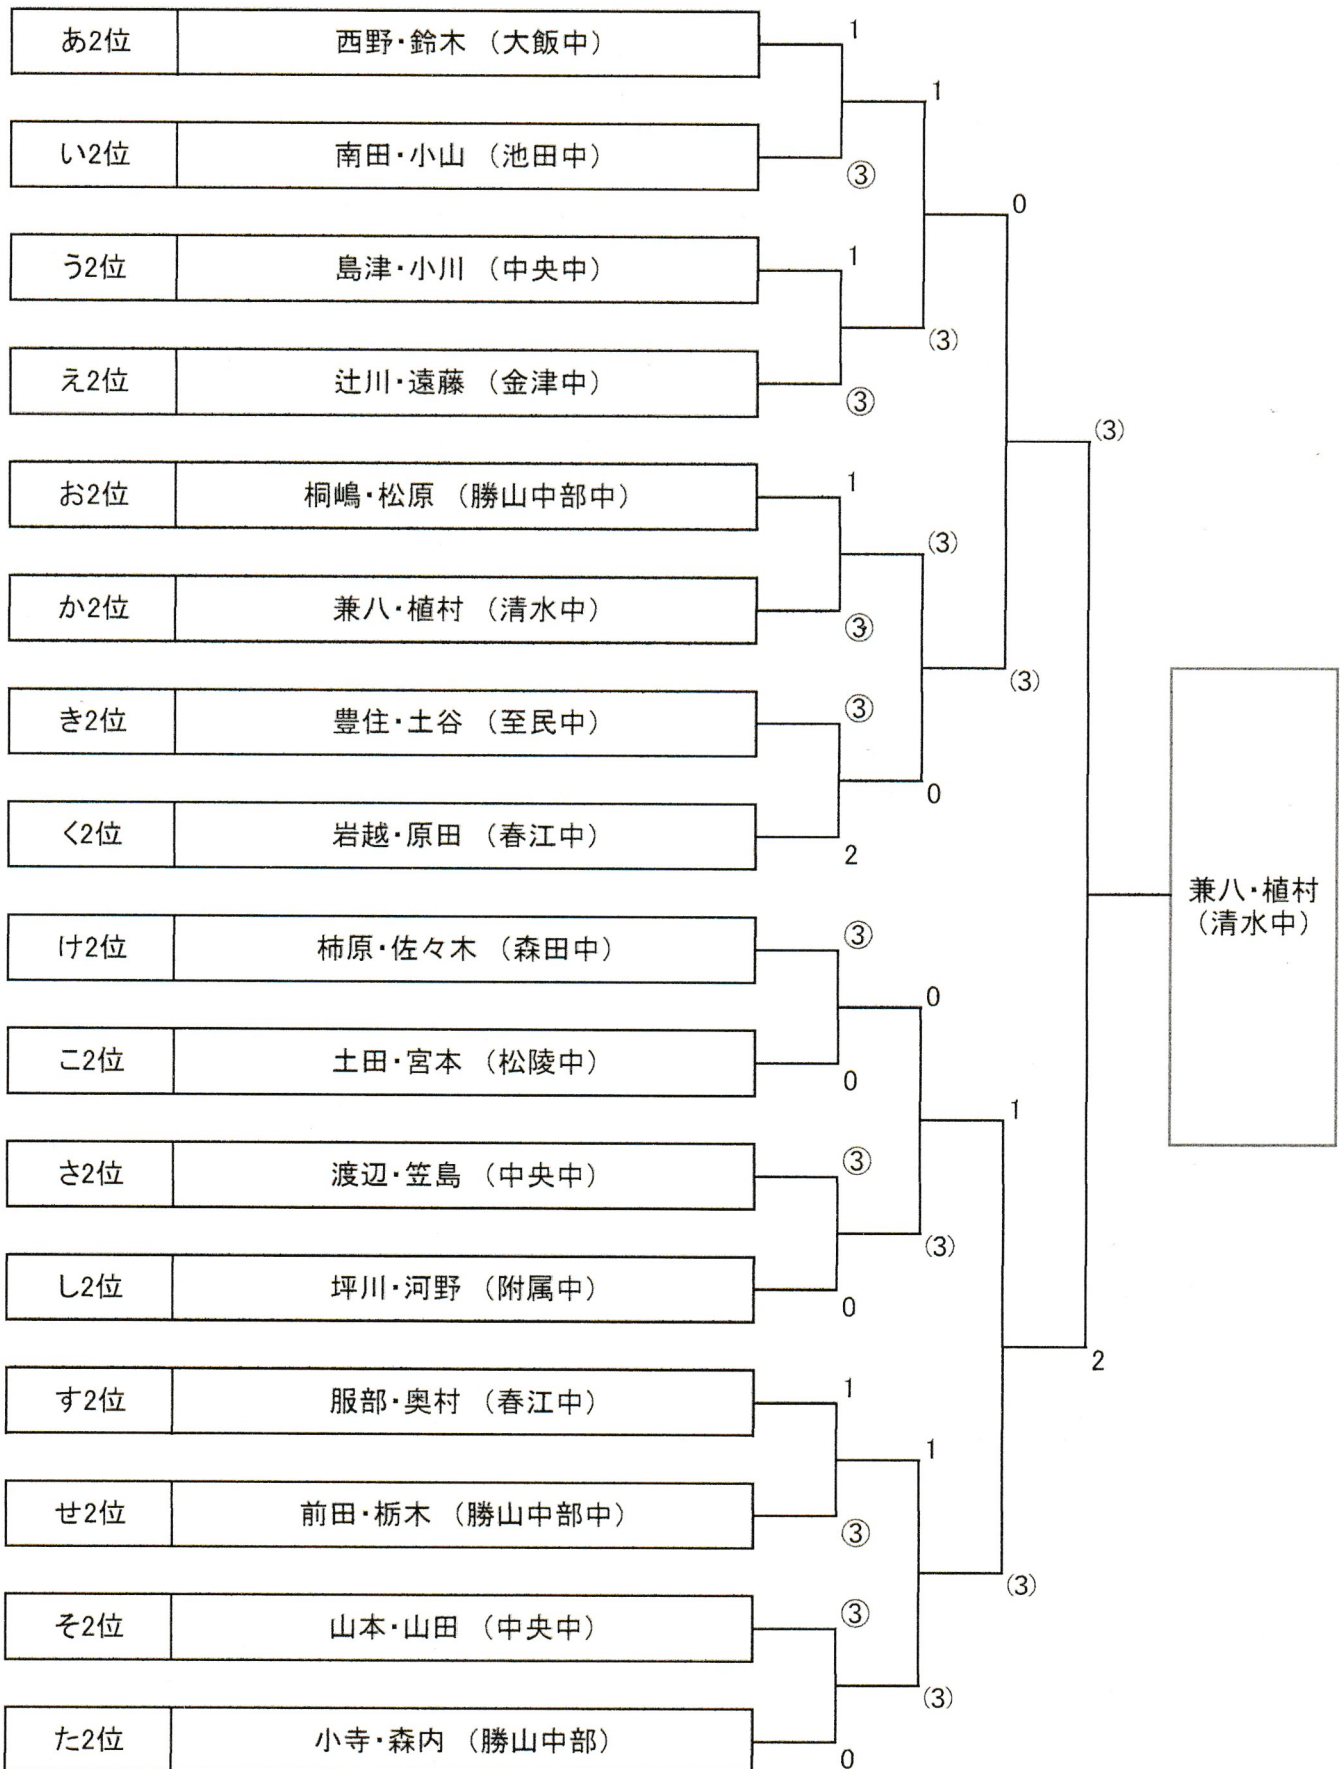 あ2位 西野・鈴木 （大飯中） 1
1
い2位 南田・小山 （池田中） ③
0
う2位 島津・小川 （中央中） 1
(3)
え2位 辻川・遠藤 （金津中） ③
(3)
お2位 桐嶋・松原 （勝山中部中） 1
(3)
か2位 兼八・植村 （清水中） ③
(3)
き2位 豊住・土谷 （至民中） ③
0
く2位 岩越・原田 （春江中） 2
兼八・植村
（清水中）
け2位 柿原・佐々木 （森田中） ③
0
こ2位 土田・宮本 （松陵中） 0
1
さ2位 渡辺・笠島 （中央中） ③
(3)
し2位 坪川・河野 （附属中） 0
2
す2位 服部・奥村 （春江中） 1
1
せ2位 前田・栃木 （勝山中部中） ③
(3)
そ2位 山本・山田 （中央中） ③
(3)
た2位 小寺・森内 （勝山中部） 0